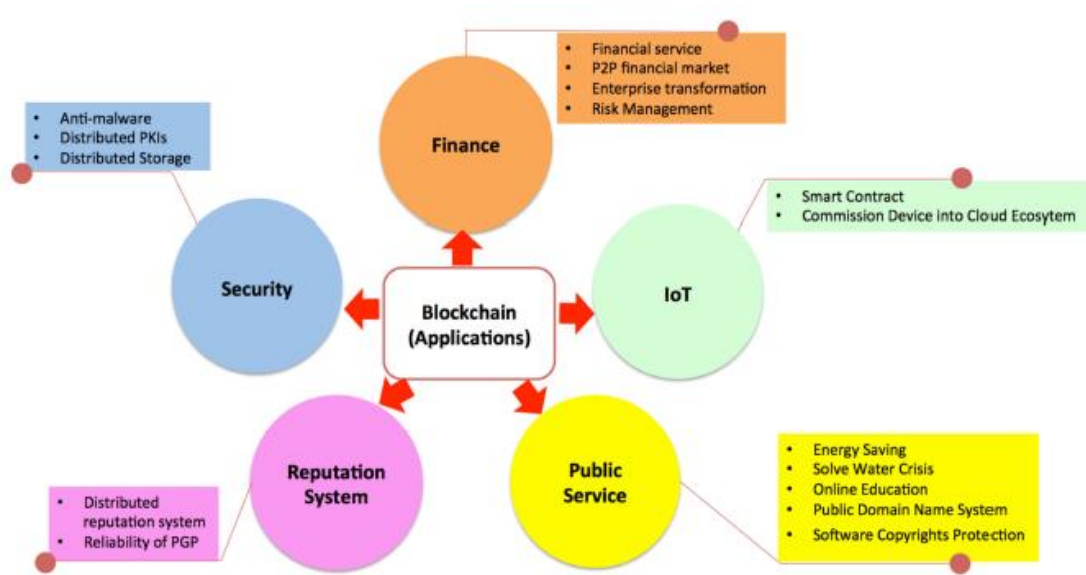 • Financial service
• P2P financial market
• Enterprise transformation
• Risk Management
Finance
• Anti-malware
• Distributed PKIs
• Distributed Storage
Security
• Smart Contract
• Commission Device into Cloud Ecosytem
IoT
Blockchain
(Applications)
Reputation
System
• Distributed
reputation system
• Reliability of PGP
Public
Service
• Energy Saving
• Solve Water Crisis
• Online Education
• Public Domain Name System
• Software Copyrights Protection